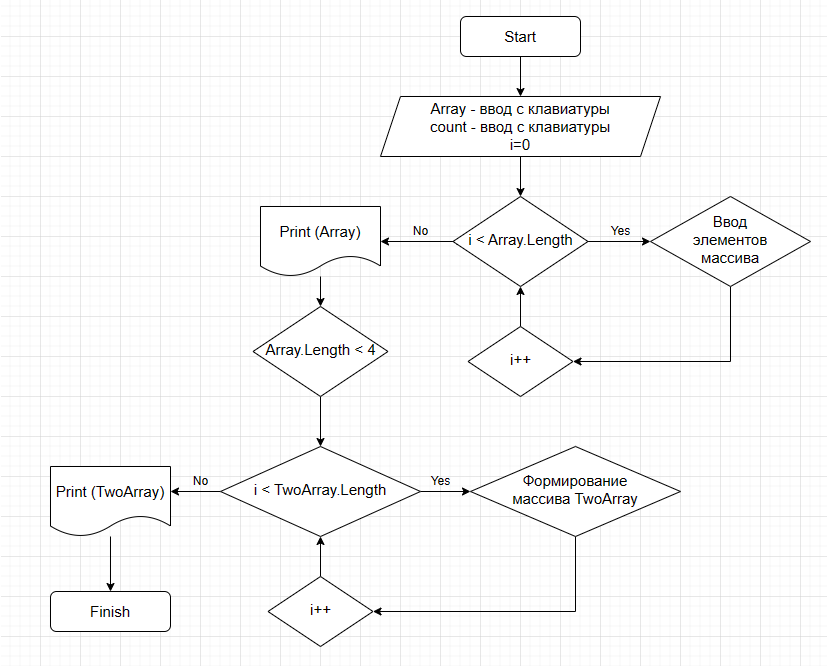 Start
Array - ввод с клавиатуры
count - ввод с клавиатуры
i=0
Print (Array)
No
i < Array.Length
Yes
Ввод
элементов
массива
Array.Length < 4
i++
Print (TwoArray)
No
i < TwoArray.Length
Yes
Формирование
массива TwoArray
Finish
i++